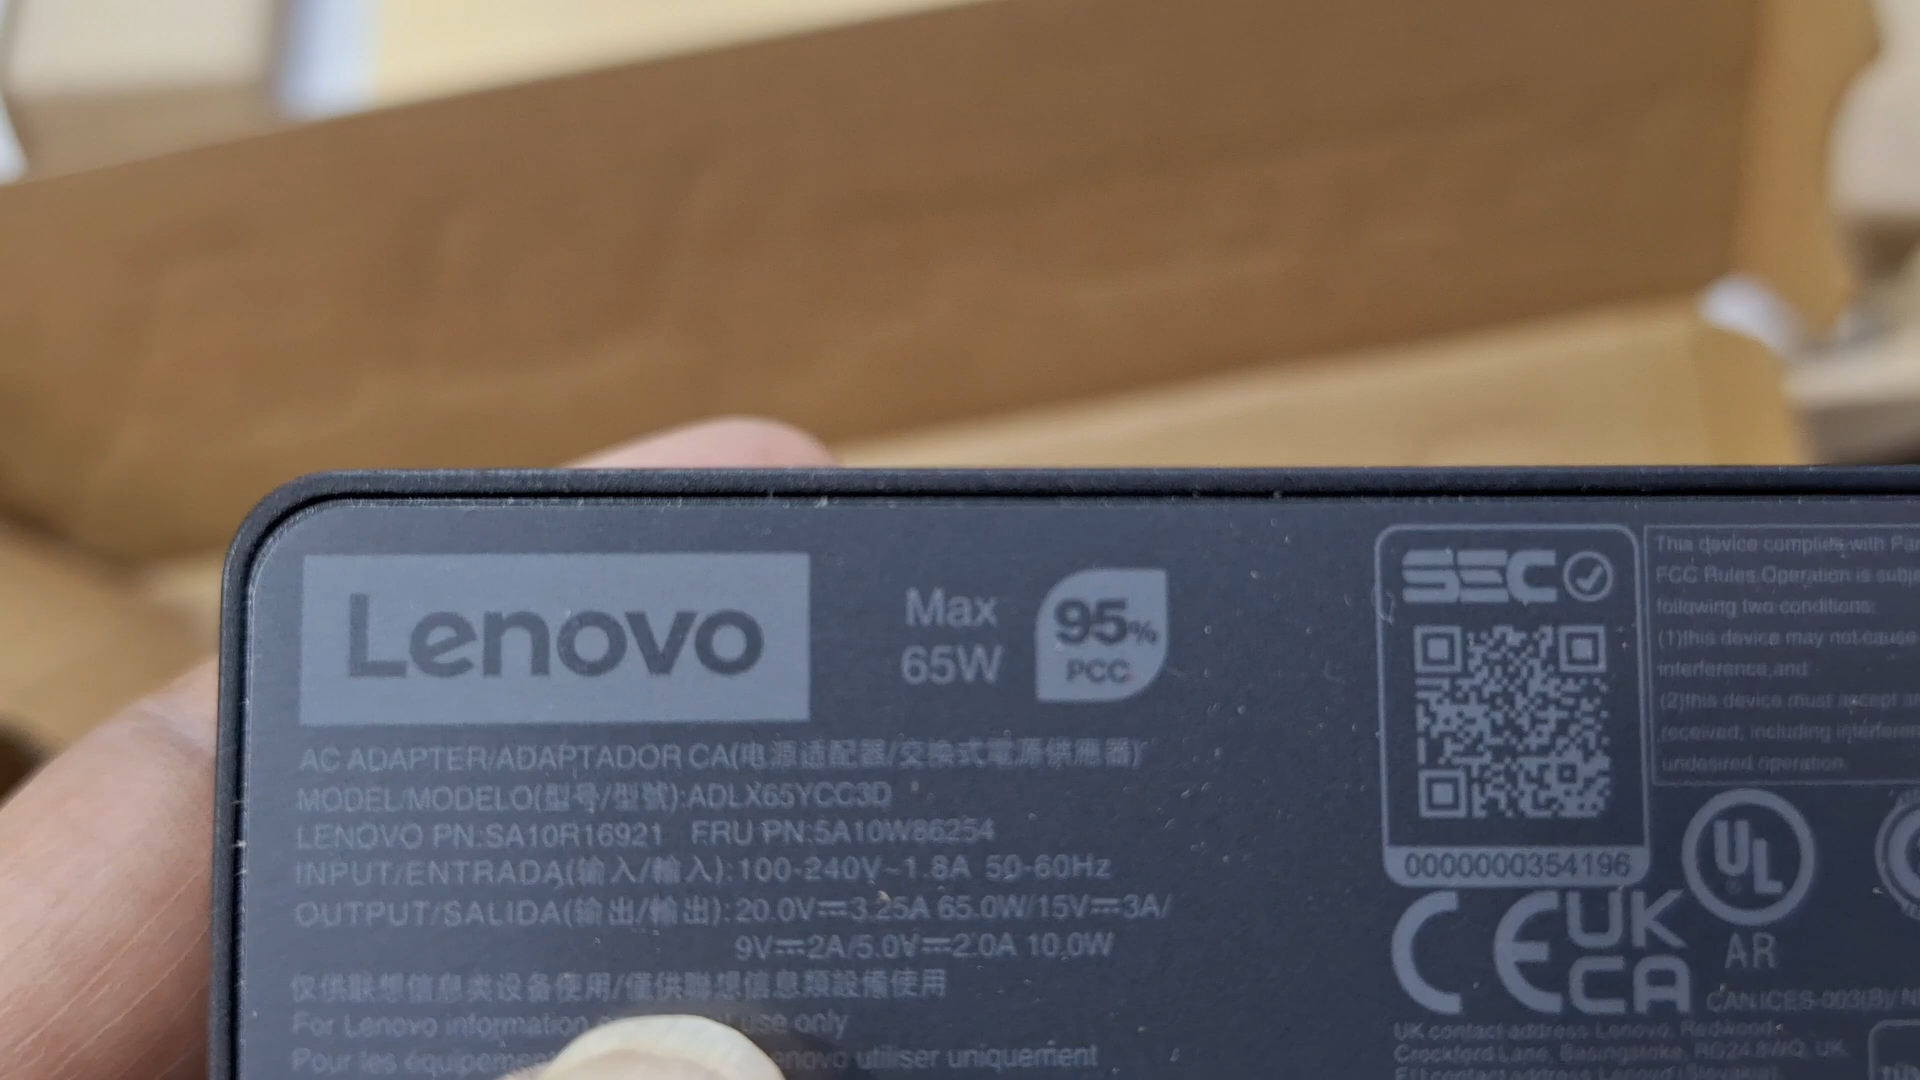 Lenovo
Max
65W
95%
PCC
AC ADAPTER/ADAPTADOR CA(电源适配器/交換式電源供應器)
MODEL/MODELO(型号/型號):ADLX65YCC3D
LENOVO PN:SA10R16921 FRU PN:5A10W86254
INPUT/ENTRADA(输入/輸入):100-240V~1.8A 50-60Hz
OUTPUT/SALIDA(输出/輸出):20.0V⎓3.25A 65.0W/15V⎓3A/
9V⎓2A/5.0V⎓2.0A 10.0W
仅供联想信息类设备使用/僅供聯想信息類設備使用
For Lenovo information use only
Pour les utiliser uniquement
SEC
0000000354196
This device complies with
FCC Rules.Operation is
following two conditions:
(1)this device may not cause
interference,and
(2)this device must accept
received, including
undesired operation.
UL
AR
CE
UK
CA
CAN ICES-003(B)/
UK contact address: Lenovo, Redwood,
Crockford Lane, Basingstoke, RG24 8WQ, UK
EU contact address: Lenovo (Slovakia)